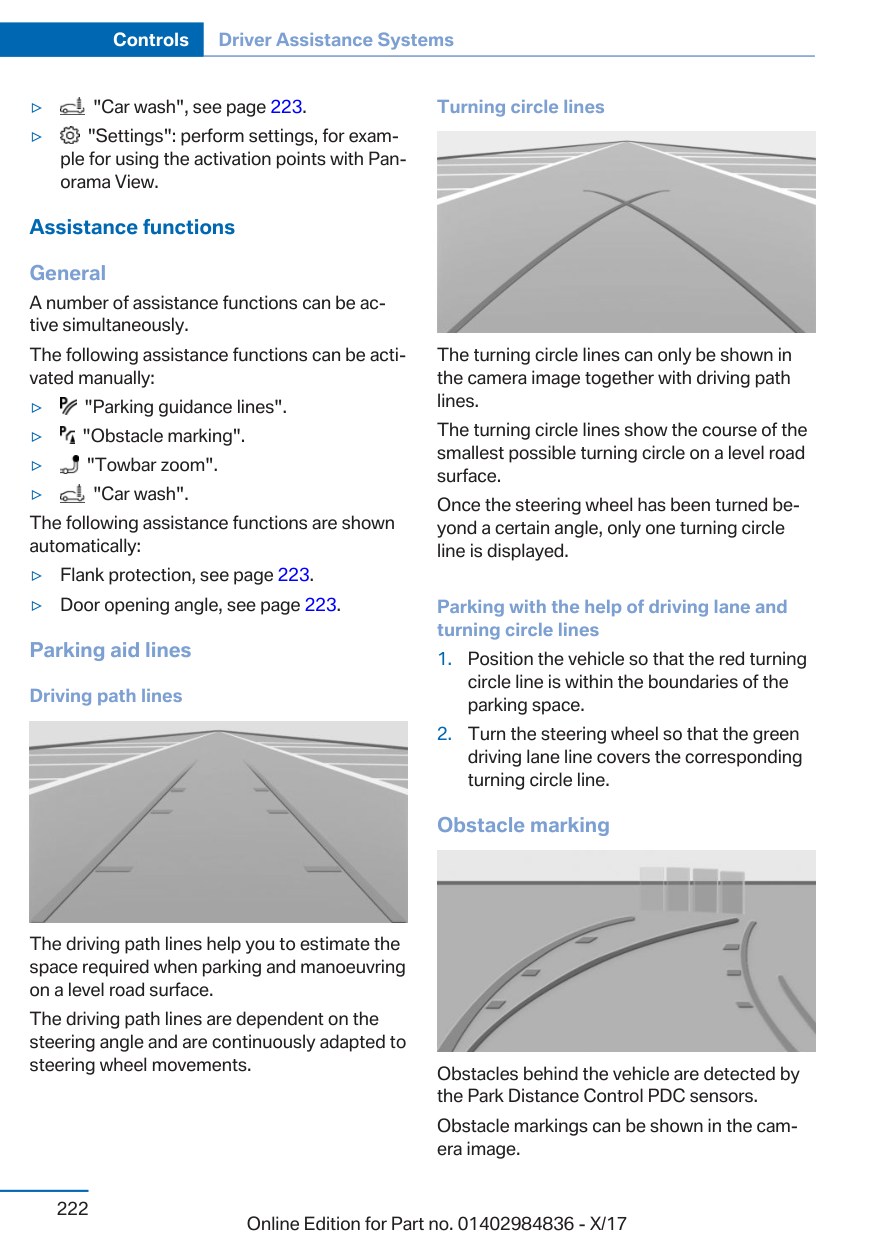 Controls
Driver Assistance Systems
▷ "Car wash", see page 223.
▷ "Settings": perform settings, for exam-
ple for using the activation points with Pan-
orama View.
Assistance functions
General
A number of assistance functions can be ac-
tive simultaneously.
The following assistance functions can be acti-
vated manually:
▷ "Parking guidance lines".
▷ "Obstacle marking".
▷ "Towbar zoom".
▷ "Car wash".
The following assistance functions are shown
automatically:
▷ Flank protection, see page 223.
▷ Door opening angle, see page 223.
Parking aid lines
Driving path lines
The driving path lines help you to estimate the
space required when parking and manoeuvring
on a level road surface.
The driving path lines are dependent on the
steering angle and are continuously adapted to
steering wheel movements.
Turning circle lines
The turning circle lines can only be shown in
the camera image together with driving path
lines.
The turning circle lines show the course of the
smallest possible turning circle on a level road
surface.
Once the steering wheel has been turned be-
yond a certain angle, only one turning circle
line is displayed.
Parking with the help of driving lane and
turning circle lines
1. Position the vehicle so that the red turning
circle line is within the boundaries of the
parking space.
2. Turn the steering wheel so that the green
driving lane line covers the corresponding
turning circle line.
Obstacle marking
Obstacles behind the vehicle are detected by
the Park Distance Control PDC sensors.
Obstacle markings can be shown in the cam-
era image.
222
Online Edition for Part no. 01402984836 - X/17